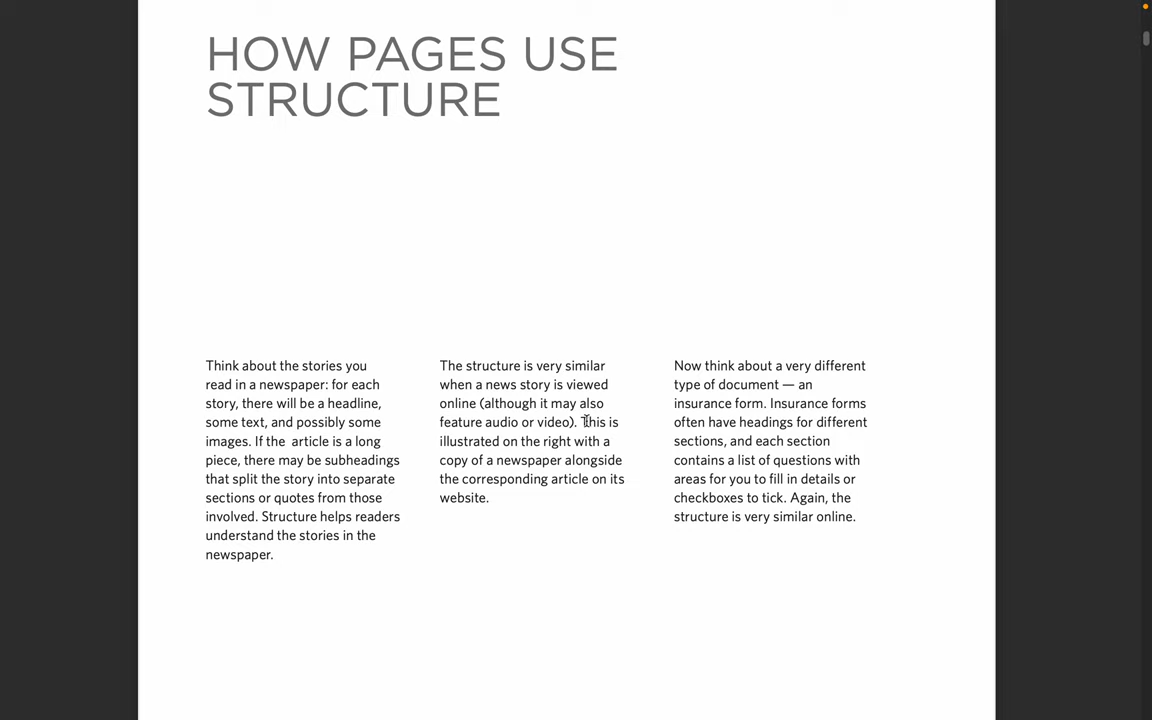 HOW PAGES USE
STRUCTURE
Think about the stories you
read in a newspaper: for each
story, there will be a headline,
some text, and possibly some
images. If the  article is a long
piece, there may be subheadings
that split the story into separate
sections or quotes from those
involved. Structure helps readers
understand the stories in the
newspaper.
The structure is very similar
when a news story is viewed
online (although it may also
feature audio or video). This is
illustrated on the right with a
copy of a newspaper alongside
the corresponding article on its
website.
Now think about a very different
type of document — an
insurance form. Insurance forms
often have headings for different
sections, and each section
contains a list of questions with
areas for you to fill in details or
checkboxes to tick. Again, the
structure is very similar online.